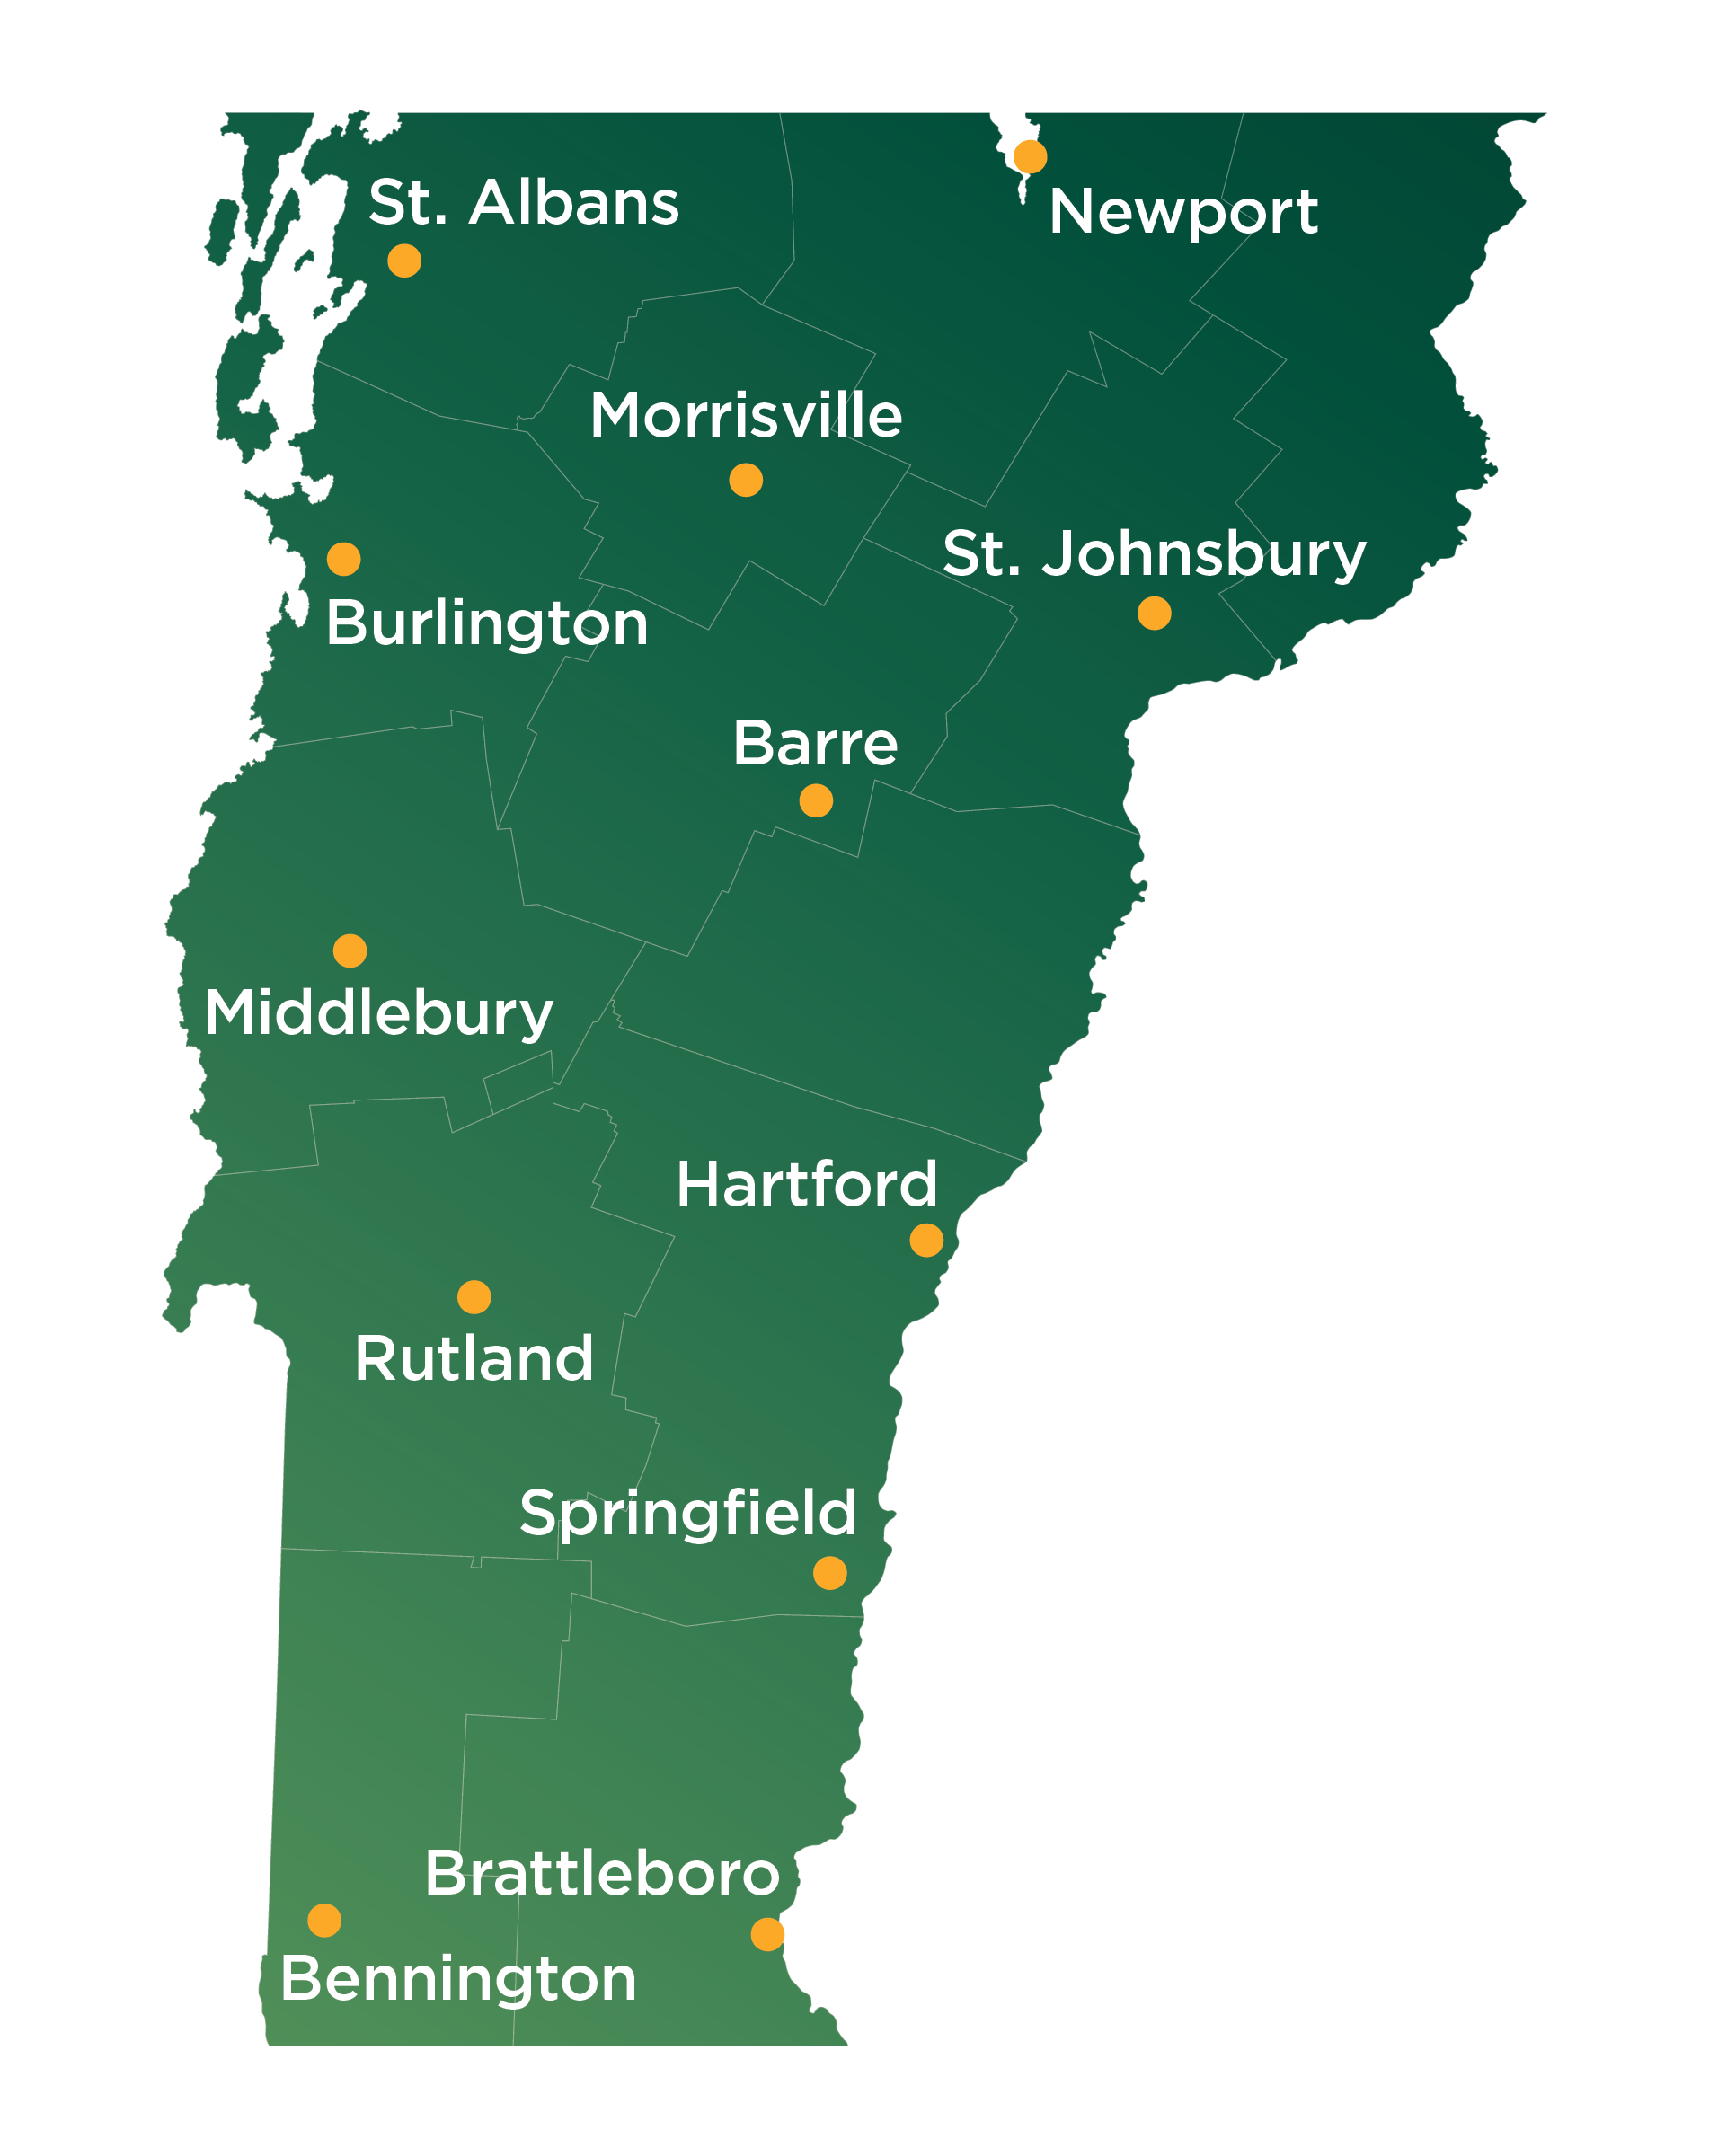 St. Albans
Newport
Morrisville
St. Johnsbury
Burlington
Barre
Middlebury
Hartford
Rutland
Springfield
Brattleboro
Bennington